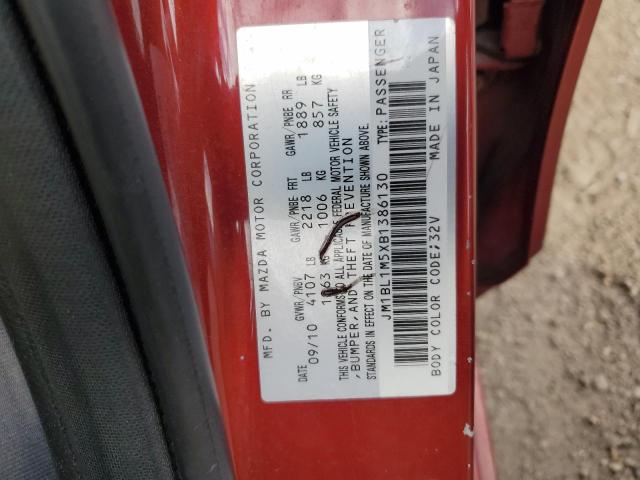 MFD. BY MAZDA MOTOR CORPORATION
DATE GVWR/PNBV GAWR/PNBE FRT GAWR/PNBE RR
09/10 4107 LB 2218 LB 1889 LB
KG 1006 KG 857 KG
THIS VEHICLE CONFORMS TO ALL APPLICABLE FEDERAL MOTOR VEHICLE SAFETY
,BUMPER,AND THEFT PREVENTION
STANDARDS IN EFFECT ON THE DATE OF MANUFACTURE SHOWN ABOVE.
JM1BL1M5XB1386130 TYPE: PASSENGER
BODY COLOR CODE:32V MADE IN JAPAN